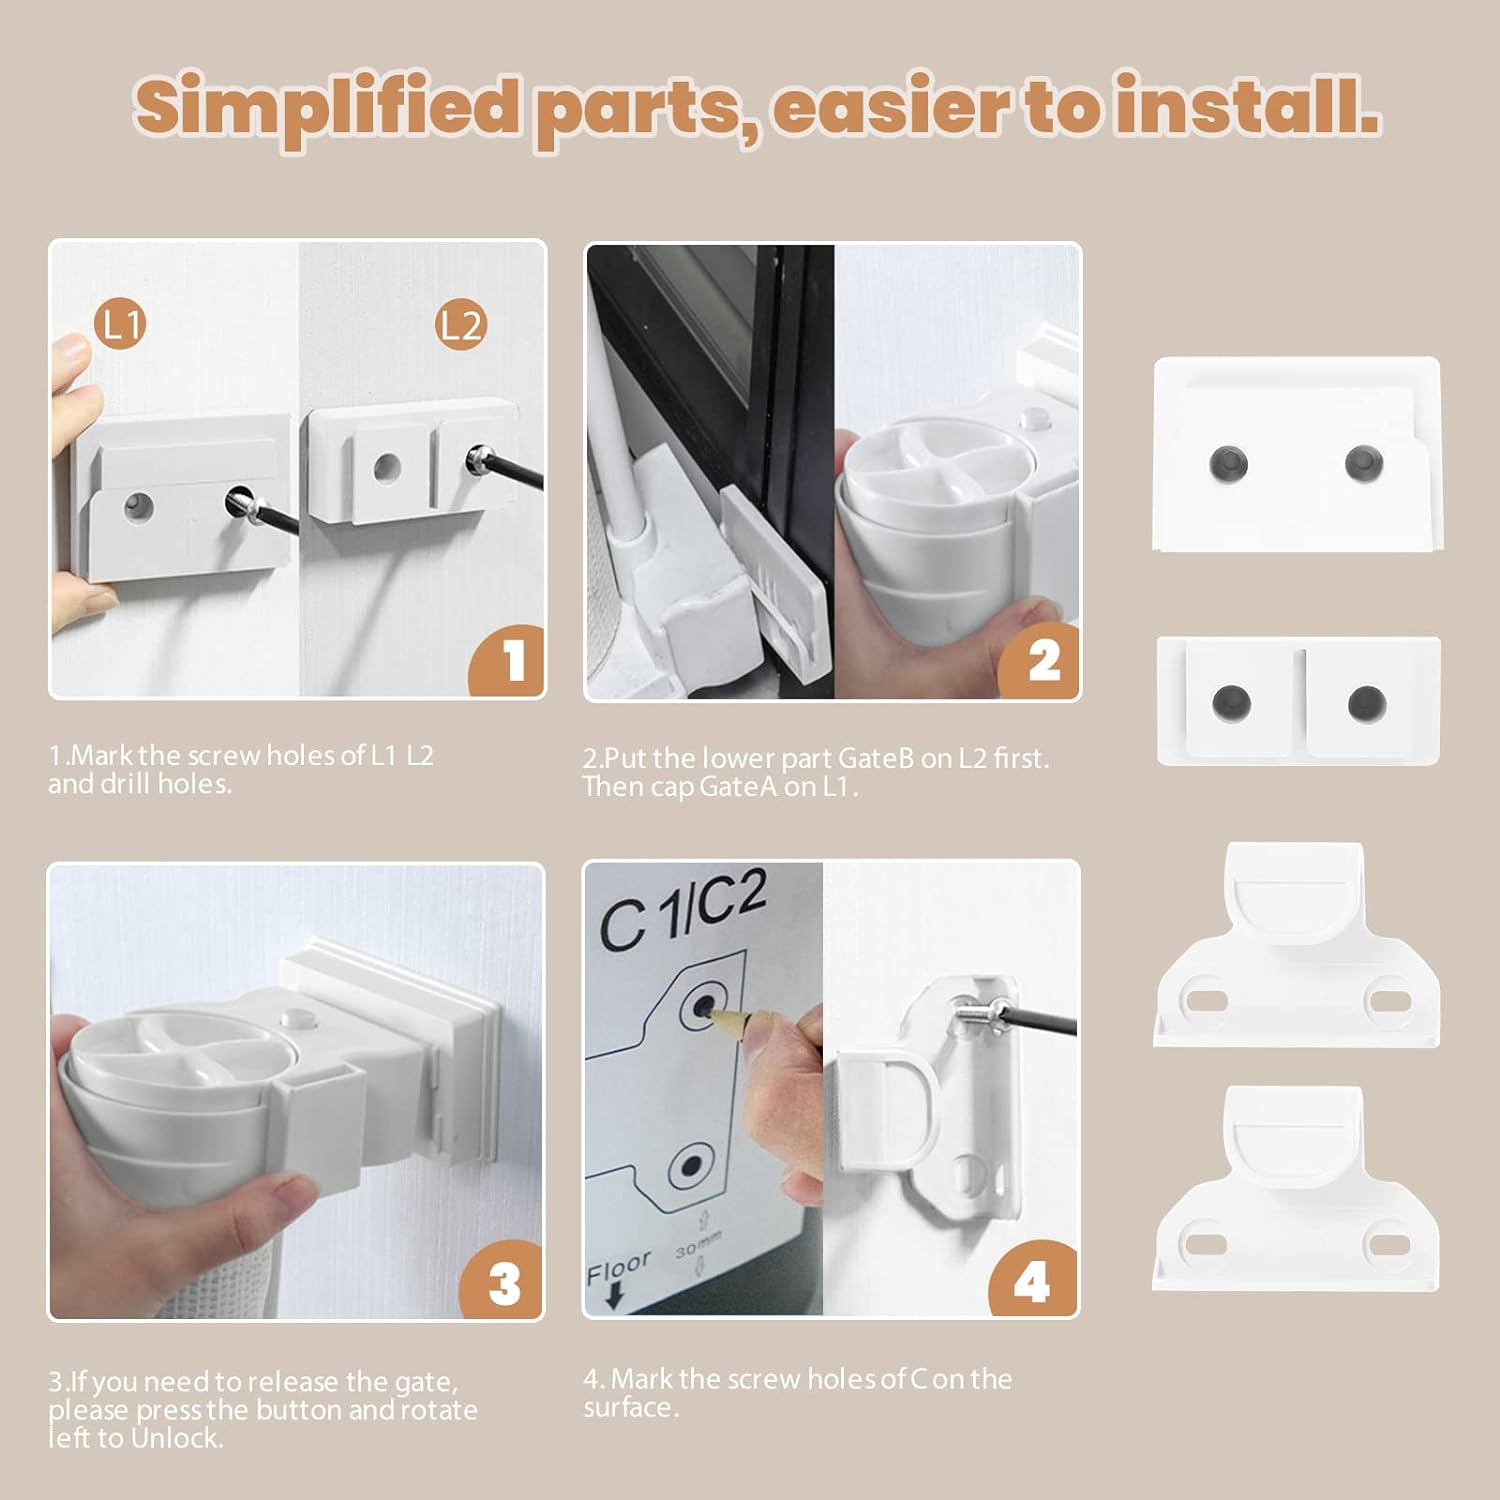 Simplified parts, easier to install.
L1
L2
1
2
1.Mark the screw holes of L1 L2
and drill holes.
2.Put the lower part GateB on L2 first.
Then cap GateA on L1.
C1/C2
30mm
Floor
3
4
3.If you need to release the gate,
please press the button and rotate
left to Unlock.
4. Mark the screw holes of C on the
surface.